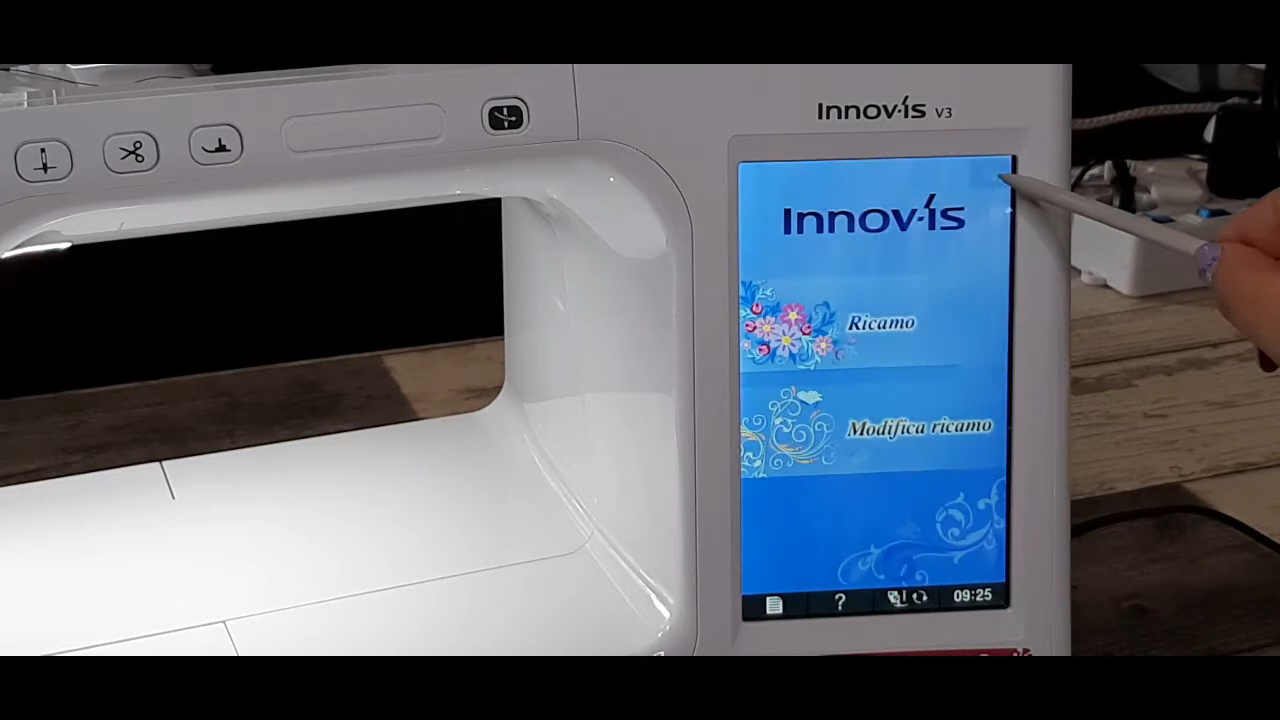 Innov-is V3
Innov-is
Ricamo
Modifica ricamo
? 09:25